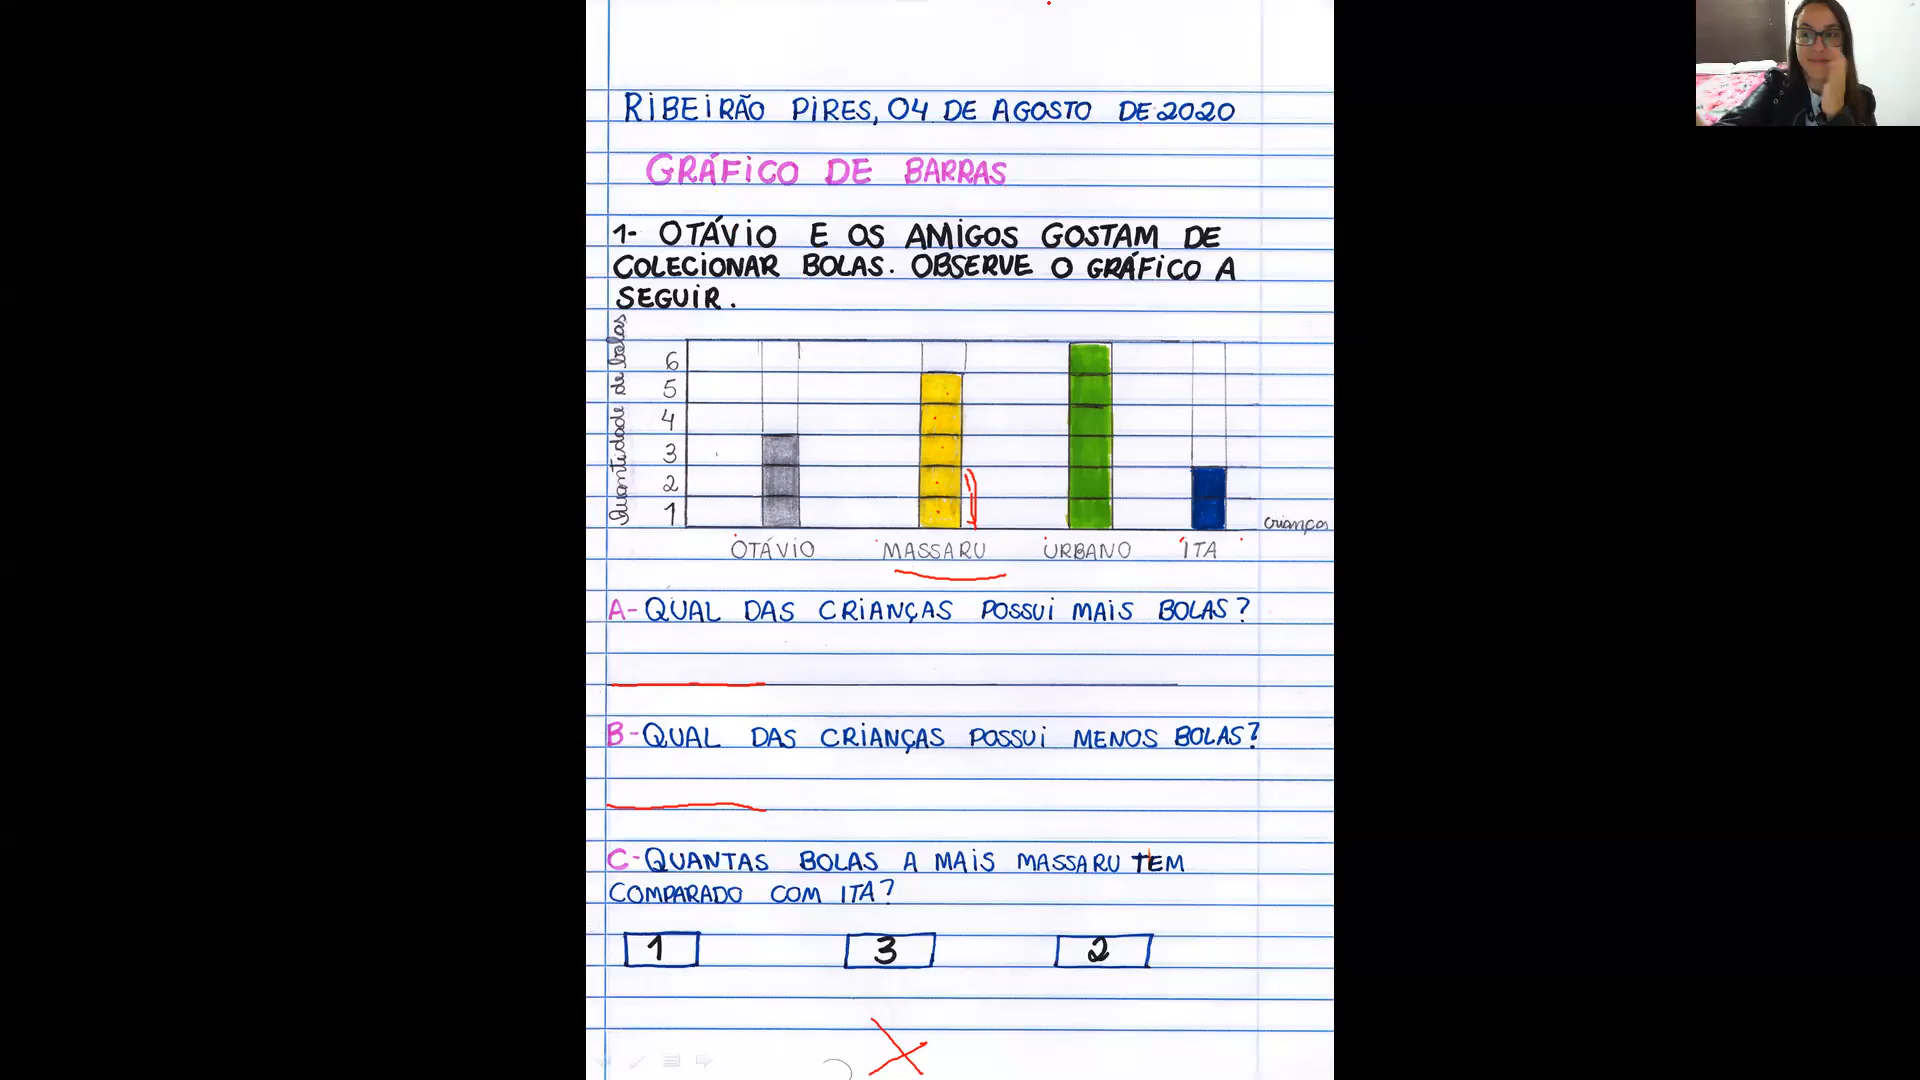 RIBEIRÃO PIRES, 04 DE AGOSTO DE 2020
GRÁFICO DE BARRAS
1- OTÁVIO E OS AMIGOS GOSTAM DE
COLECIONAR BOLAS. OBSERVE O GRÁFICO A
SEGUIR.
Quantidade de bolas
6
5
4
3
2
1
crianças
OTÁVIO MASSARU URBANO ITA
A- QUAL DAS CRIANÇAS POSSUI MAIS BOLAS?
B- QUAL DAS CRIANÇAS POSSUI MENOS BOLAS?
C- QUANTAS BOLAS A MAIS MASSARU TEM
COMPARADO COM ITA?
1 3 2